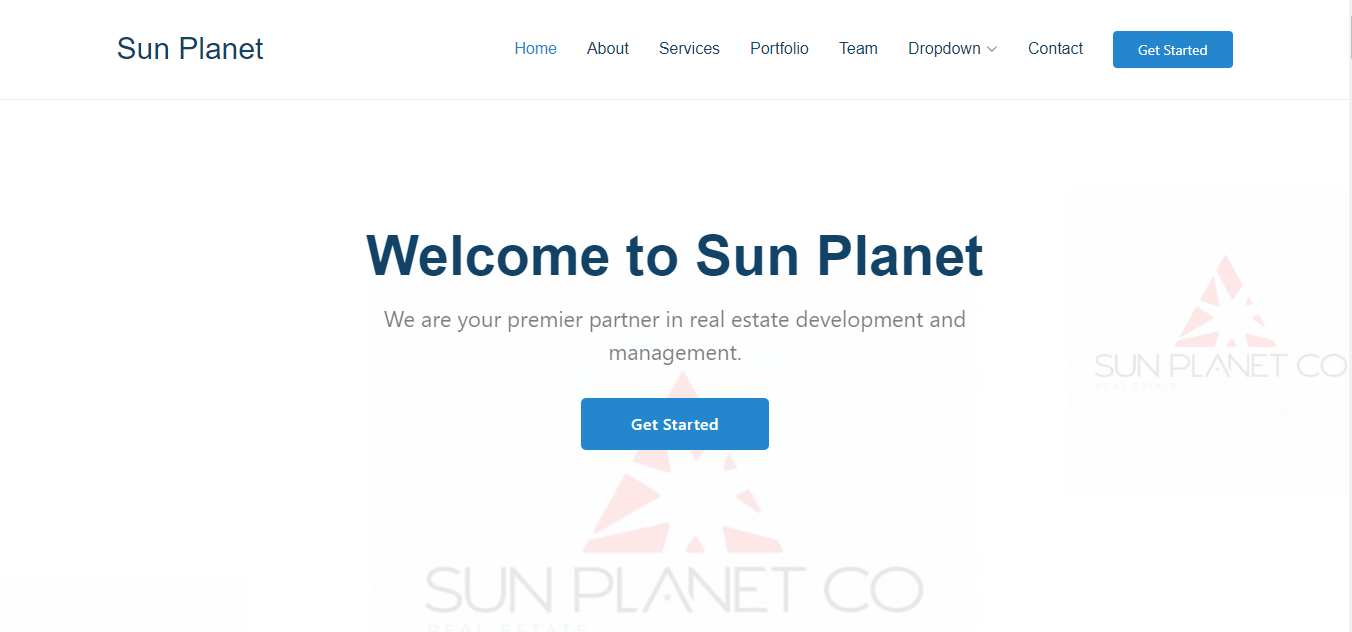 Sun Planet
Home About Services Portfolio Team Dropdown Contact Get Started
Welcome to Sun Planet
We are your premier partner in real estate development and
management.
Get Started
SUN PLANET CO
REAL ESTATE
SUN PLANET CO
REAL ESTATE